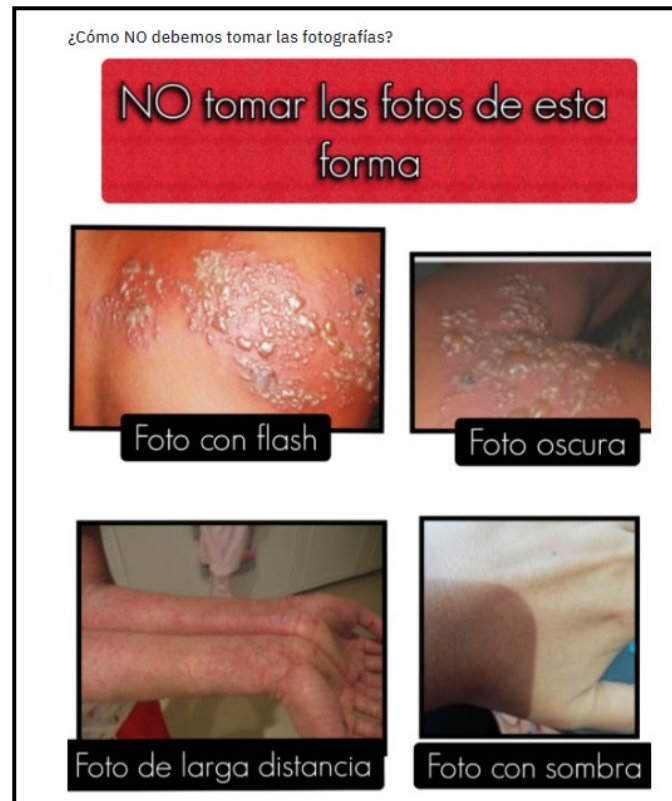 ¿Cómo NO debemos tomar las fotografías?
NO tomar las fotos de esta
forma
Foto con flash
Foto oscura
Foto de larga distancia
Foto con sombra